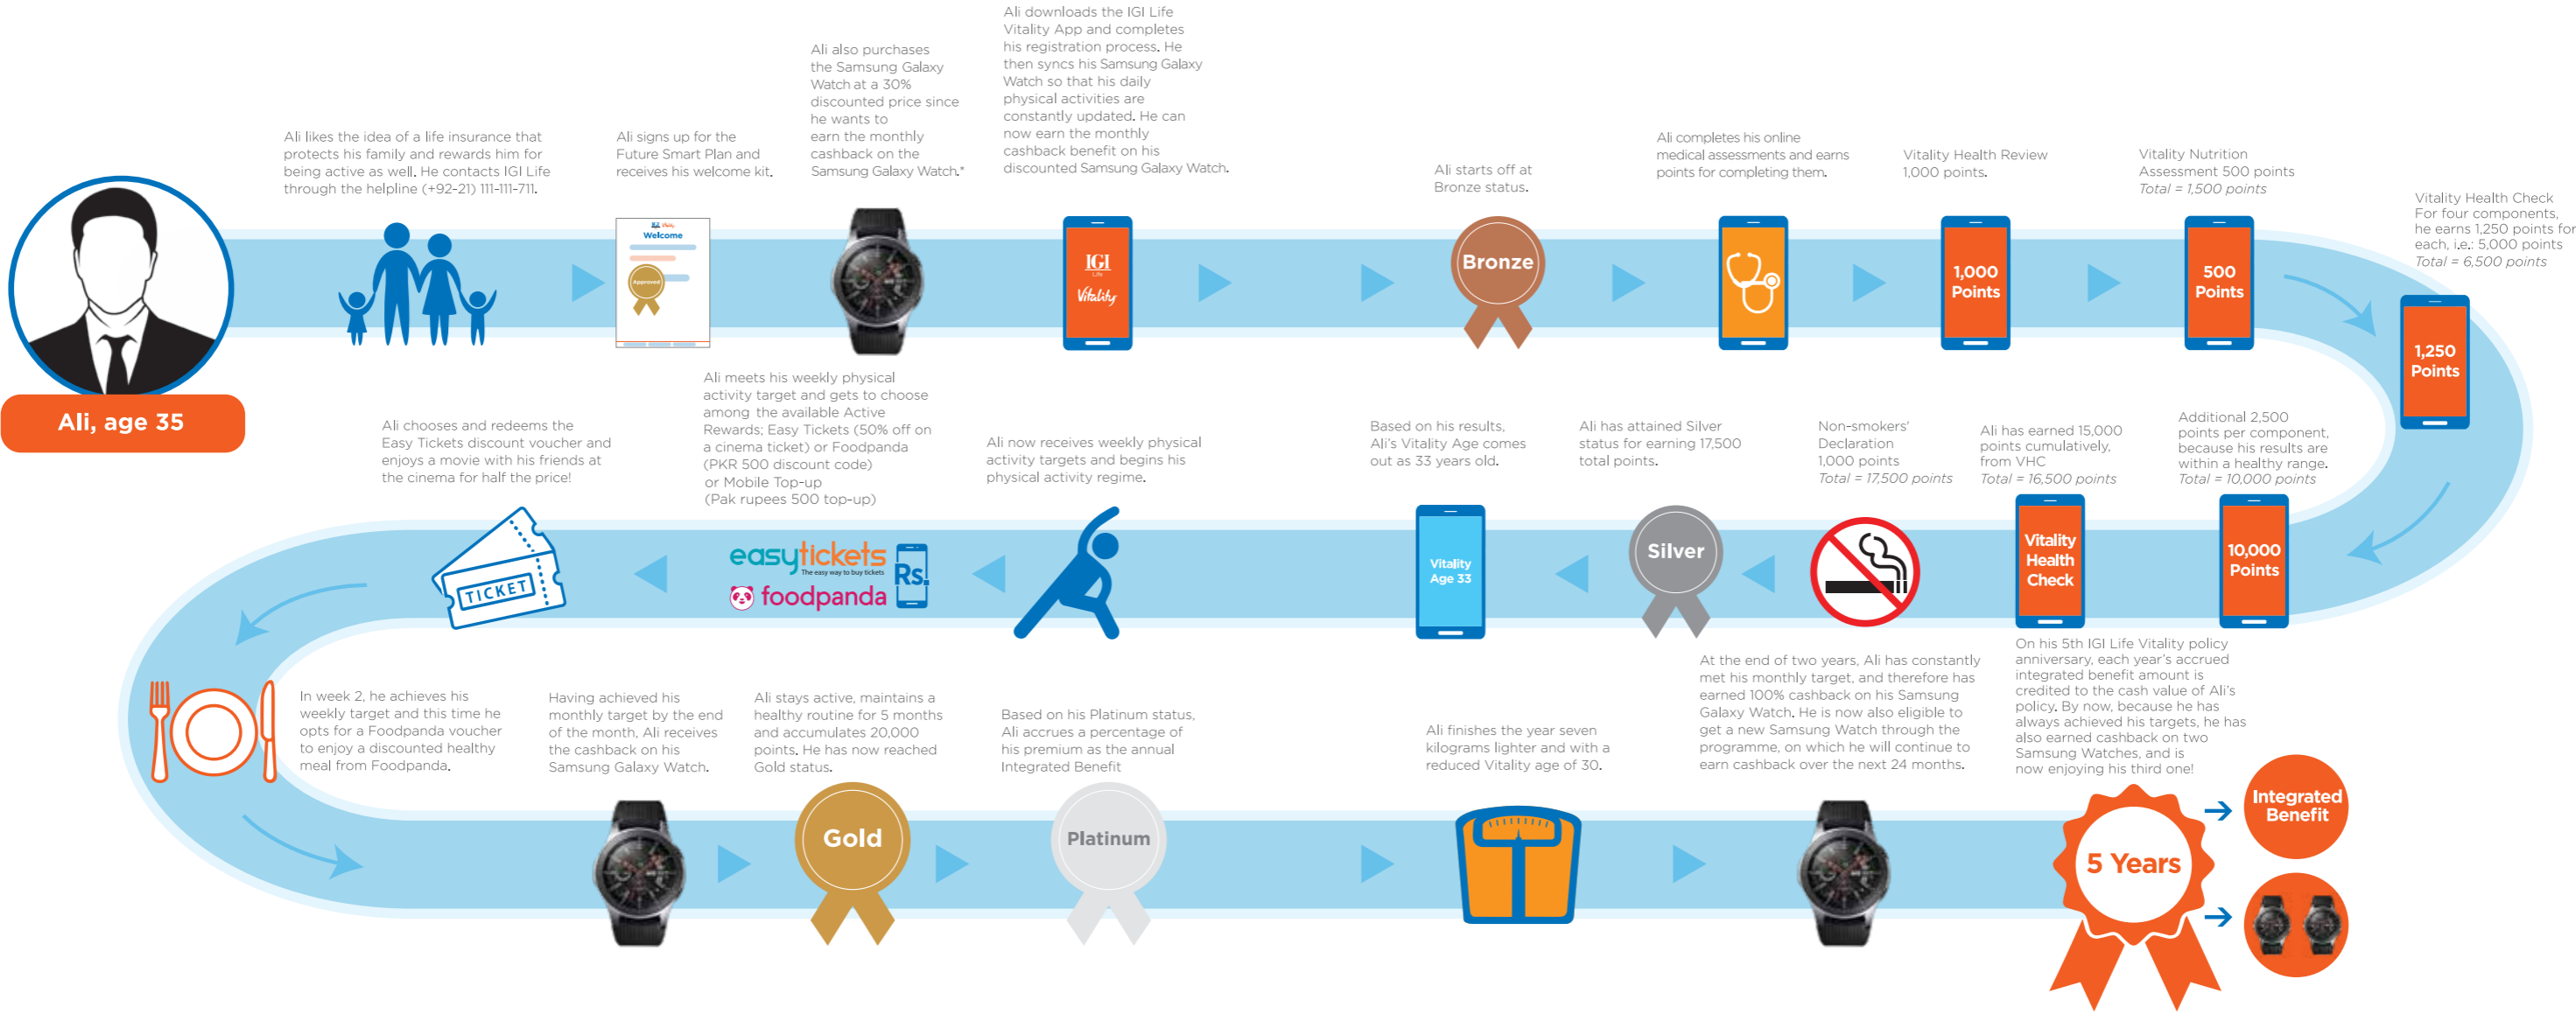 Ali, age 35
Ali likes the idea of a life insurance that
protects his family and rewards him for
being active as well. He contacts IGI Life
through the helpline (+92-21) 111-111-711.
Ali signs up for the
Future Smart Plan and
receives his welcome kit.
Welcome
Approved
Ali also purchases
the Samsung Galaxy
Watch at a 30%
discounted price since
he wants to
earn the monthly
cashback on the
Samsung Galaxy Watch.*
Ali downloads the IGI Life
Vitality App and completes
his registration process. He
then syncs his Samsung Galaxy
Watch so that his daily
physical activities are
constantly updated. He can
now earn the monthly
cashback benefit on his
discounted Samsung Galaxy Watch.
IGI
Life
Vitality
Ali starts off at
Bronze status.
Bronze
Ali completes his online
medical assessments and earns
points for completing them.
Vitality Health Review
1,000 points.
1,000
Points
Vitality Nutrition
Assessment 500 points
Total = 1,500 points
500
Points
Vitality Health Check
For four components,
he earns 1,250 points for
each, i.e.: 5,000 points
Total = 6,500 points
1,250
Points
Additional 2,500
points per component,
because his results are
within a healthy range.
Total = 10,000 points
10,000
Points
Ali has earned 15,000
points cumulatively,
from VHC
Total = 16,500 points
Vitality
Health
Check
Non-smokers'
Declaration
1,000 points
Total = 17,500 points
Ali has attained Silver
status for earning 17,500
total points.
Silver
Based on his results,
Ali's Vitality Age comes
out as 33 years old.
Vitality
Age 33
Ali now receives weekly physical
activity targets and begins his
physical activity regime.
Ali meets his weekly physical
activity target and gets to choose
among the available Active
Rewards; Easy Tickets (50% off on
a cinema ticket) or Foodpanda
(PKR 500 discount code)
or Mobile Top-up
(Pak rupees 500 top-up)
easytickets
The easy way to buy tickets
foodpanda
Rs.
Ali chooses and redeems the
Easy Tickets discount voucher and
enjoys a movie with his friends at
the cinema for half the price!
TICKET
In week 2, he achieves his
weekly target and this time he
opts for a Foodpanda voucher
to enjoy a discounted healthy
meal from Foodpanda.
Having achieved his
monthly target by the end
of the month, Ali receives
the cashback on his
Samsung Galaxy Watch.
Ali stays active, maintains a
healthy routine for 5 months
and accumulates 20,000
points. He has now reached
Gold status.
Gold
Based on his Platinum status,
Ali accrues a percentage of
his premium as the annual
Integrated Benefit
Platinum
Ali finishes the year seven
kilograms lighter and with a
reduced Vitality age of 30.
At the end of two years, Ali has constantly
met his monthly target, and therefore has
earned 100% cashback on his Samsung
Galaxy Watch. He is now also eligible to
get a new Samsung Watch through the
programme, on which he will continue to
earn cashback over the next 24 months.
On his 5th IGI Life Vitality policy
anniversary, each year's accrued
integrated benefit amount is
credited to the cash value of Ali's
policy. By now, because he has
always achieved his targets, he has
also earned cashback on two
Samsung Watches, and is
now enjoying his third one!
5 Years
Integrated
Benefit